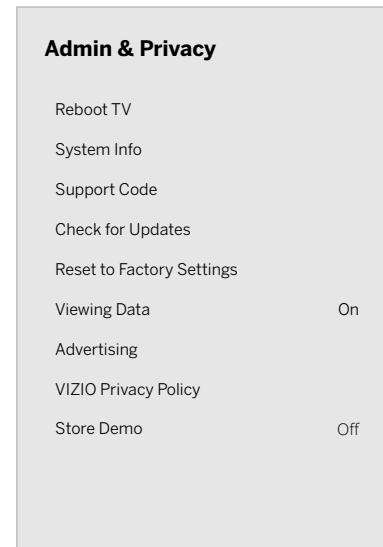 Admin & Privacy
Reboot TV
System Info
Support Code
Check for Updates
Reset to Factory Settings
Viewing Data On
Advertising
VIZIO Privacy Policy
Store Demo Off